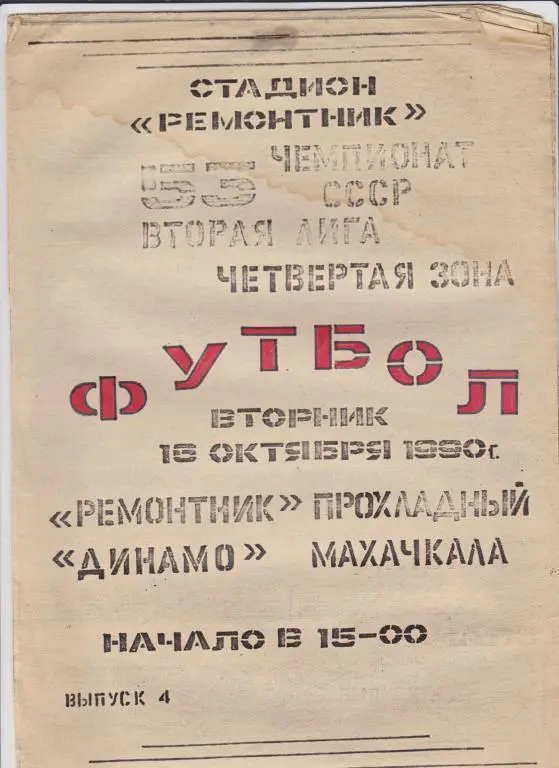 СТАДИОН
«РЕМОНТНИК»
53 ЧЕМПИОНАТ
СССР
ВТОРАЯ ЛИГА
ЧЕТВЕРТАЯ ЗОНА
ФУТБОЛ
ВТОРНИК
16 ОКТЯБРЯ 1990г.
«РЕМОНТНИК» ПРОХЛАДНЫЙ
«ДИНАМО» МАХАЧКАЛА
НАЧАЛО В 15-00
ВЫПУСК 4